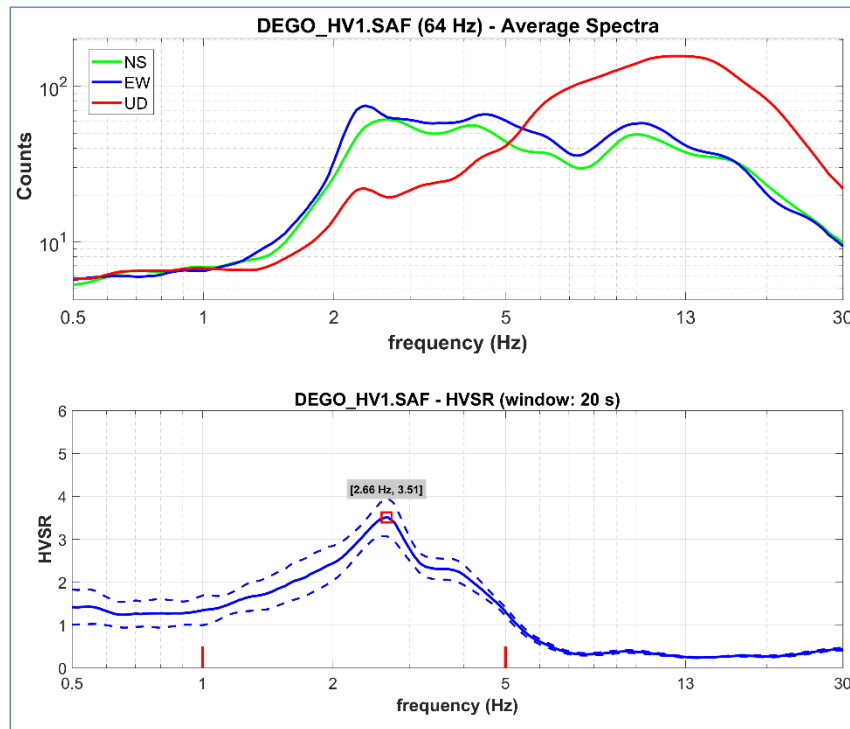 DEGO_HV1.SAF (64 Hz) - Average Spectra
NS
EW
UD
10²
10¹
Counts
0.5 1 2 5 13 30
frequency (Hz)
DEGO_HV1.SAF - HVSR (window: 20 s)
[2.66 Hz, 3.51]
6
5
4
3
2
1
0
HVSR
0.5 1 2 5 13 30
frequency (Hz)